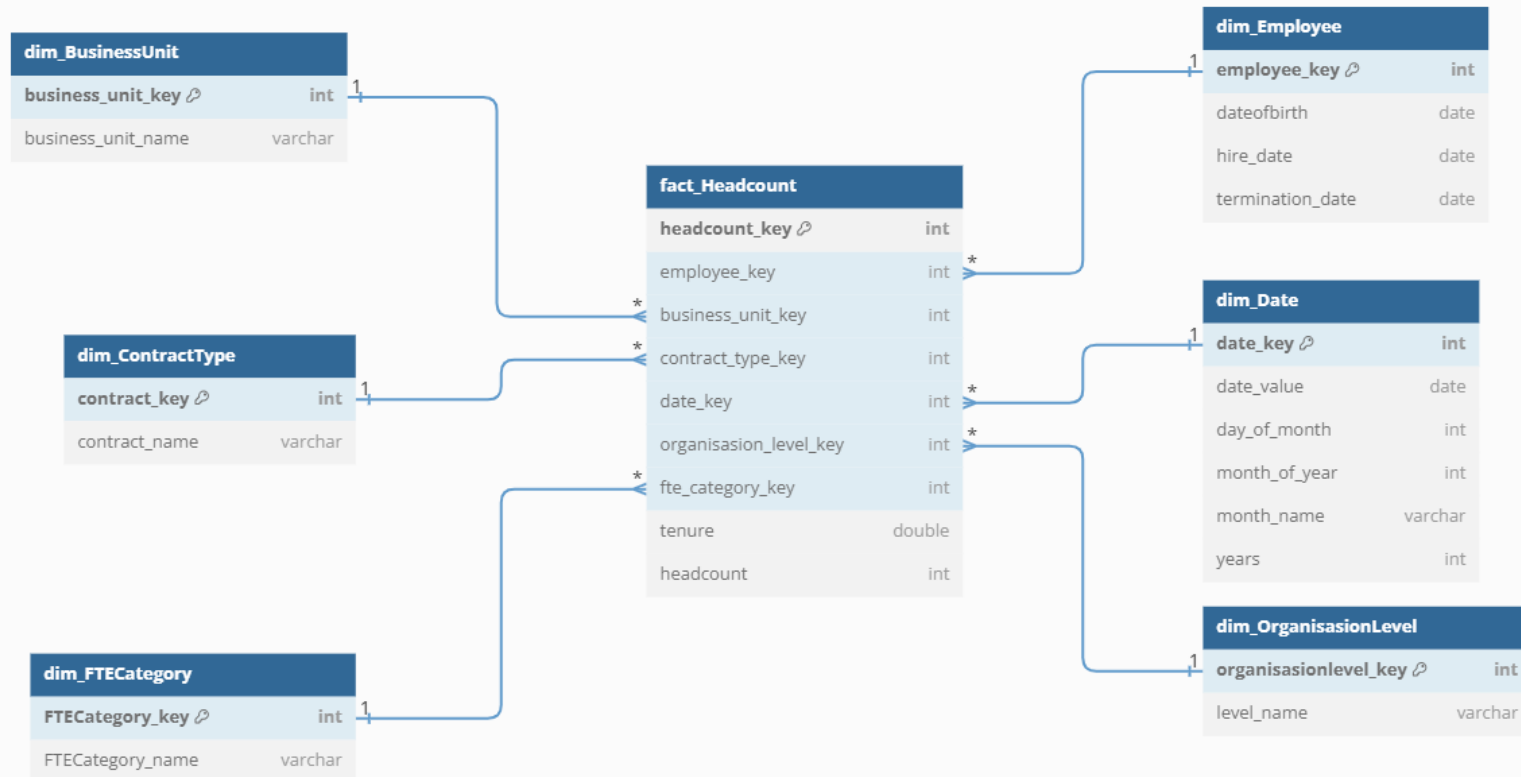 dim_BusinessUnit
business_unit_key int
business_unit_name varchar
1
dim_ContractType
contract_key int
contract_name varchar
1
dim_FTECategory
FTECategory_key int
FTECategory_name varchar
1
fact_Headcount
headcount_key int
employee_key int
* business_unit_key int
* contract_type_key int
date_key int
organisasion_level_key int
* fte_category_key int
tenure double
headcount int
*
*
*
dim_Employee
1 employee_key int
dateofbirth date
hire_date date
termination_date date
dim_Date
1 date_key int
date_value date
day_of_month int
month_of_year int
month_name varchar
years int
dim_OrganisasionLevel
1 organisasionlevel_key int
level_name varchar